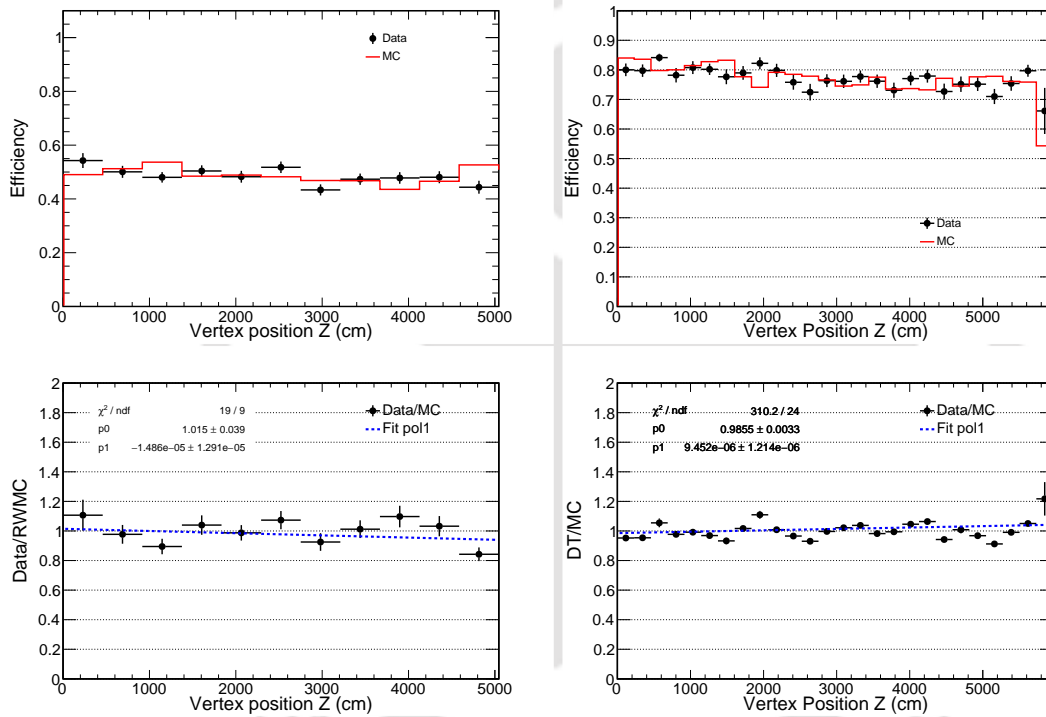 Efficiency
1
0.8
0.6
0.4
0.2
0
Data
MC
0 1000 2000 3000 4000 5000
Vertex position Z (cm)
Efficiency
1
0.9
0.8
0.7
0.6
0.5
0.4
0.3
0.2
0.1
0
Data
MC
0 1000 2000 3000 4000 5000
Vertex Position Z (cm)
Data/RWMC
2
1.8
1.6
1.4
1.2
1
0.8
0.6
0.4
0.2
0
χ² / ndf 19 / 9
p0 1.015 ± 0.039
p1 −1.486e−05 ± 1.291e−05
Data/MC
Fit pol1
0 1000 2000 3000 4000 5000
Vertex position Z (cm)
DT/MC
2
1.8
1.6
1.4
1.2
1
0.8
0.6
0.4
0.2
0
χ² / ndf 310.2 / 24
p0 0.9855 ± 0.0033
p1 9.452e−06 ± 1.214e−06
Data/MC
Fit pol1
0 1000 2000 3000 4000 5000
Vertex Position Z (cm)